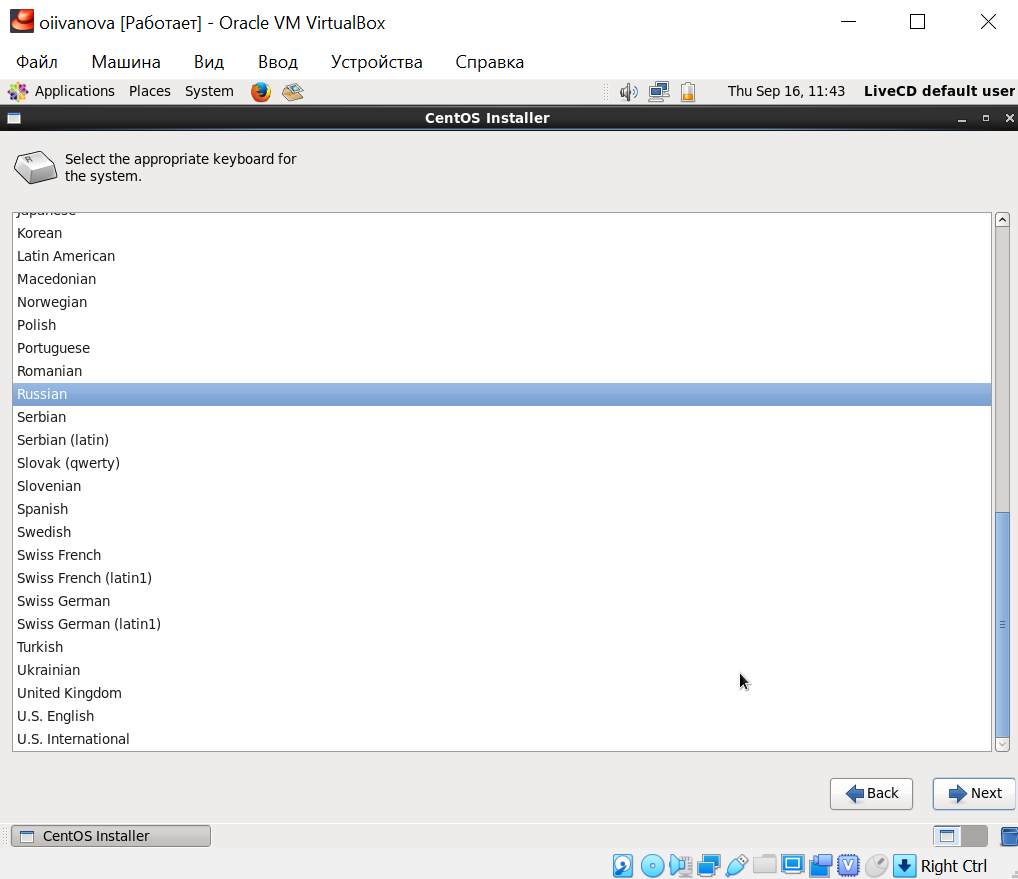 oiivanova [Работает] - Oracle VM VirtualBox
Файл Машина Вид Ввод Устройства Справка
Applications Places System Thu Sep 16, 11:43 LiveCD default user
CentOS Installer
Select the appropriate keyboard for
the system.
Japanese
Korean
Latin American
Macedonian
Norwegian
Polish
Portuguese
Romanian
Russian
Serbian
Serbian (latin)
Slovak (qwerty)
Slovenian
Spanish
Swedish
Swiss French
Swiss French (latin1)
Swiss German
Swiss German (latin1)
Turkish
Ukrainian
United Kingdom
U.S. English
U.S. International
Back Next
CentOS Installer
Right Ctrl